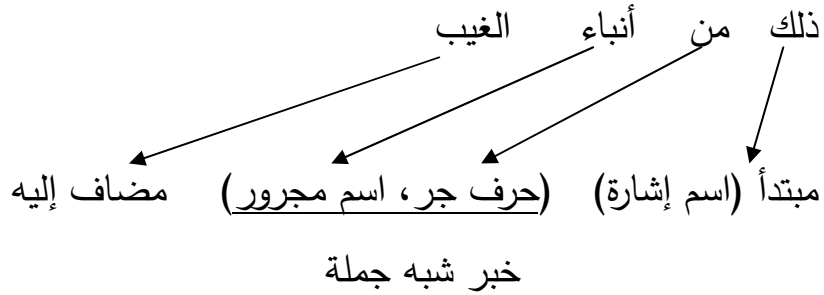 ذلك من أنباء الغيب
مبتدأ (اسم إشارة) (حرف جر، اسم مجرور) مضاف إليه
خبر شبه جملة